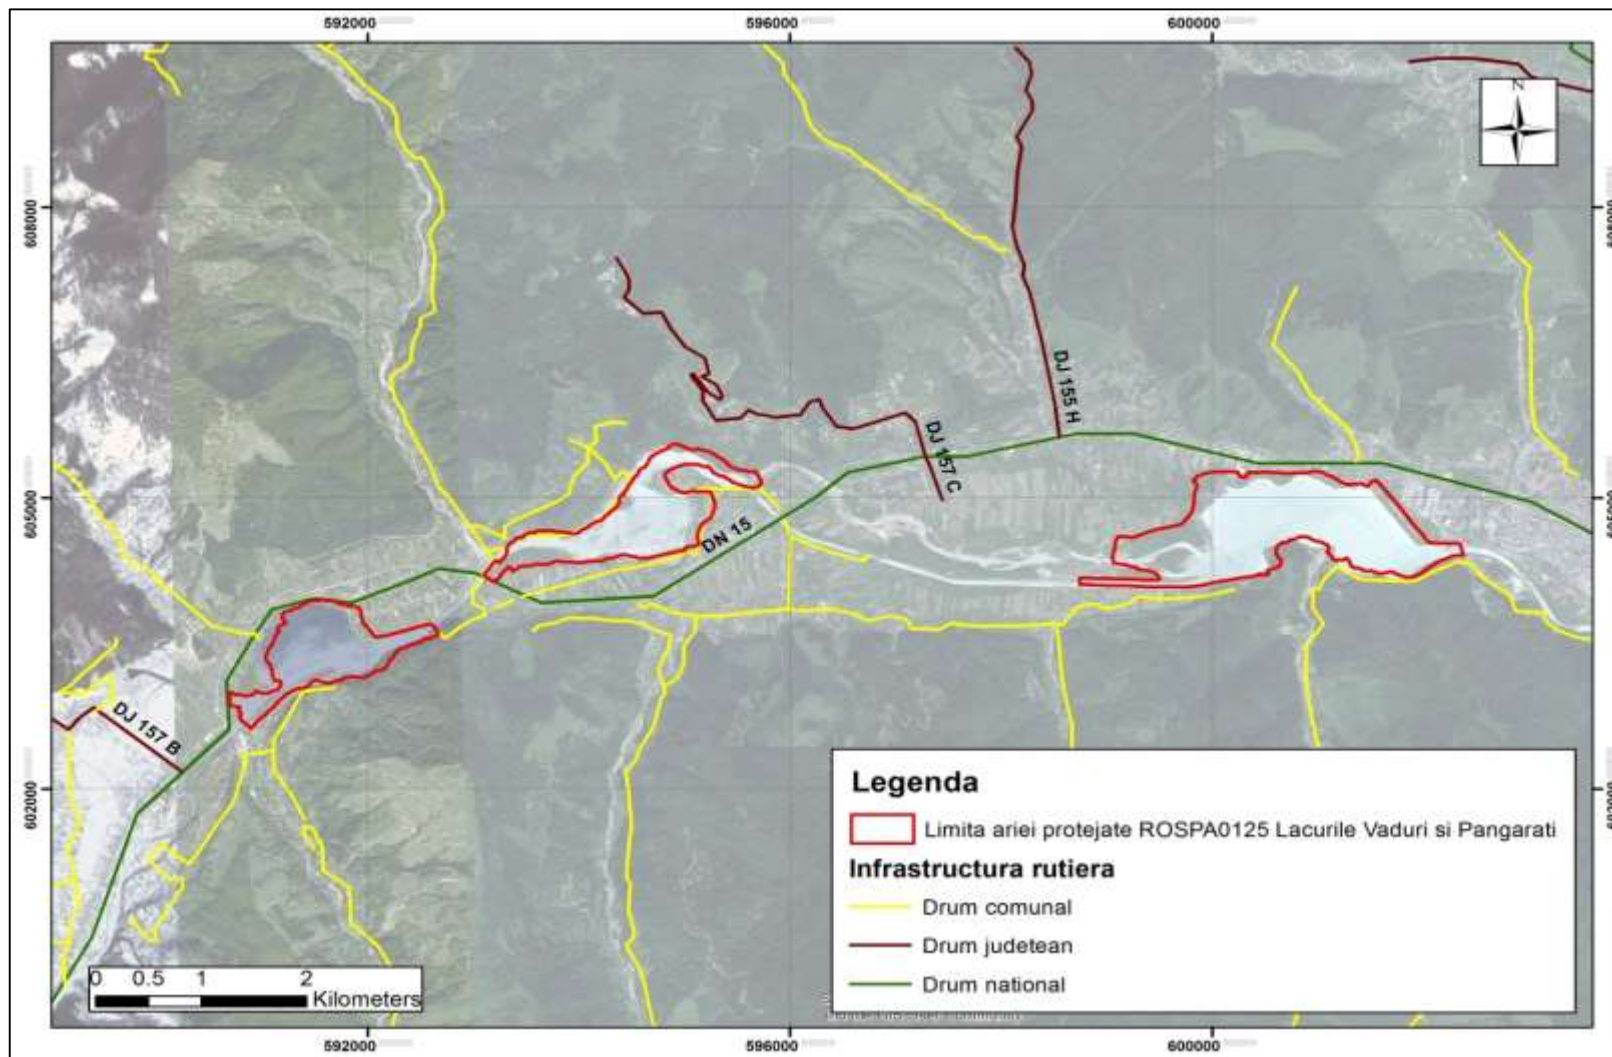 592000
596000
600000
N
608000
DJ 155 H
DJ 157 C
605000
DN 15
DJ 157 B
602000
Legenda
Limita ariei protejate ROSPA0125 Lacurile Vaduri si Pangarati
Infrastructura rutiera
Drum comunal
Drum judetean
Drum national
0 0.5 1 2
Kilometers
592000
596000
600000